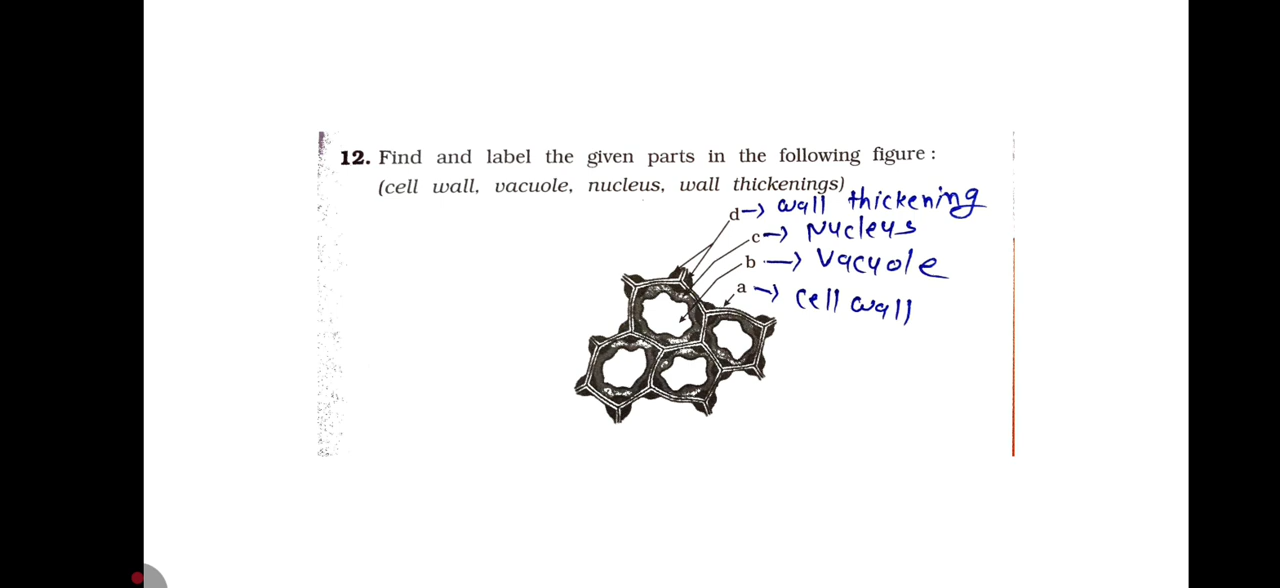 12. Find and label the given parts in the following figure :
(cell wall, vacuole, nucleus, wall thickenings)
d → wall thickening
c → Nucleus
b → Vacuole
a → cell wall